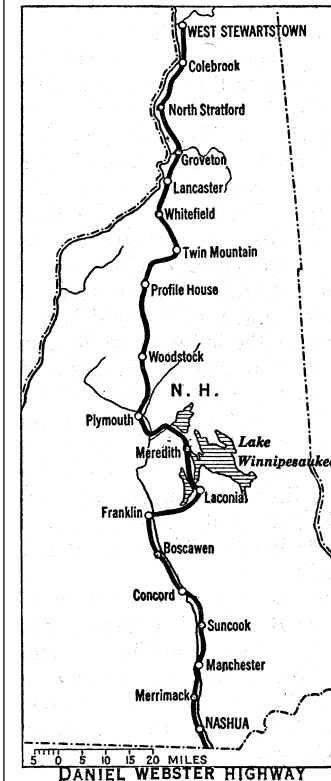 WEST STEWARTSTOWN
Colebrook
North Stratford
Groveton
Lancaster
Whitefield
Twin Mountain
Profile House
Woodstock
N. H.
Plymouth
Lake
Meredith
Winnipesaukee
Laconia
Franklin
Boscawen
Concord
Suncook
Manchester
Merrimack
NASHUA
5 0 5 10 15 20 MILES
DANIEL WEBSTER HIGHWAY